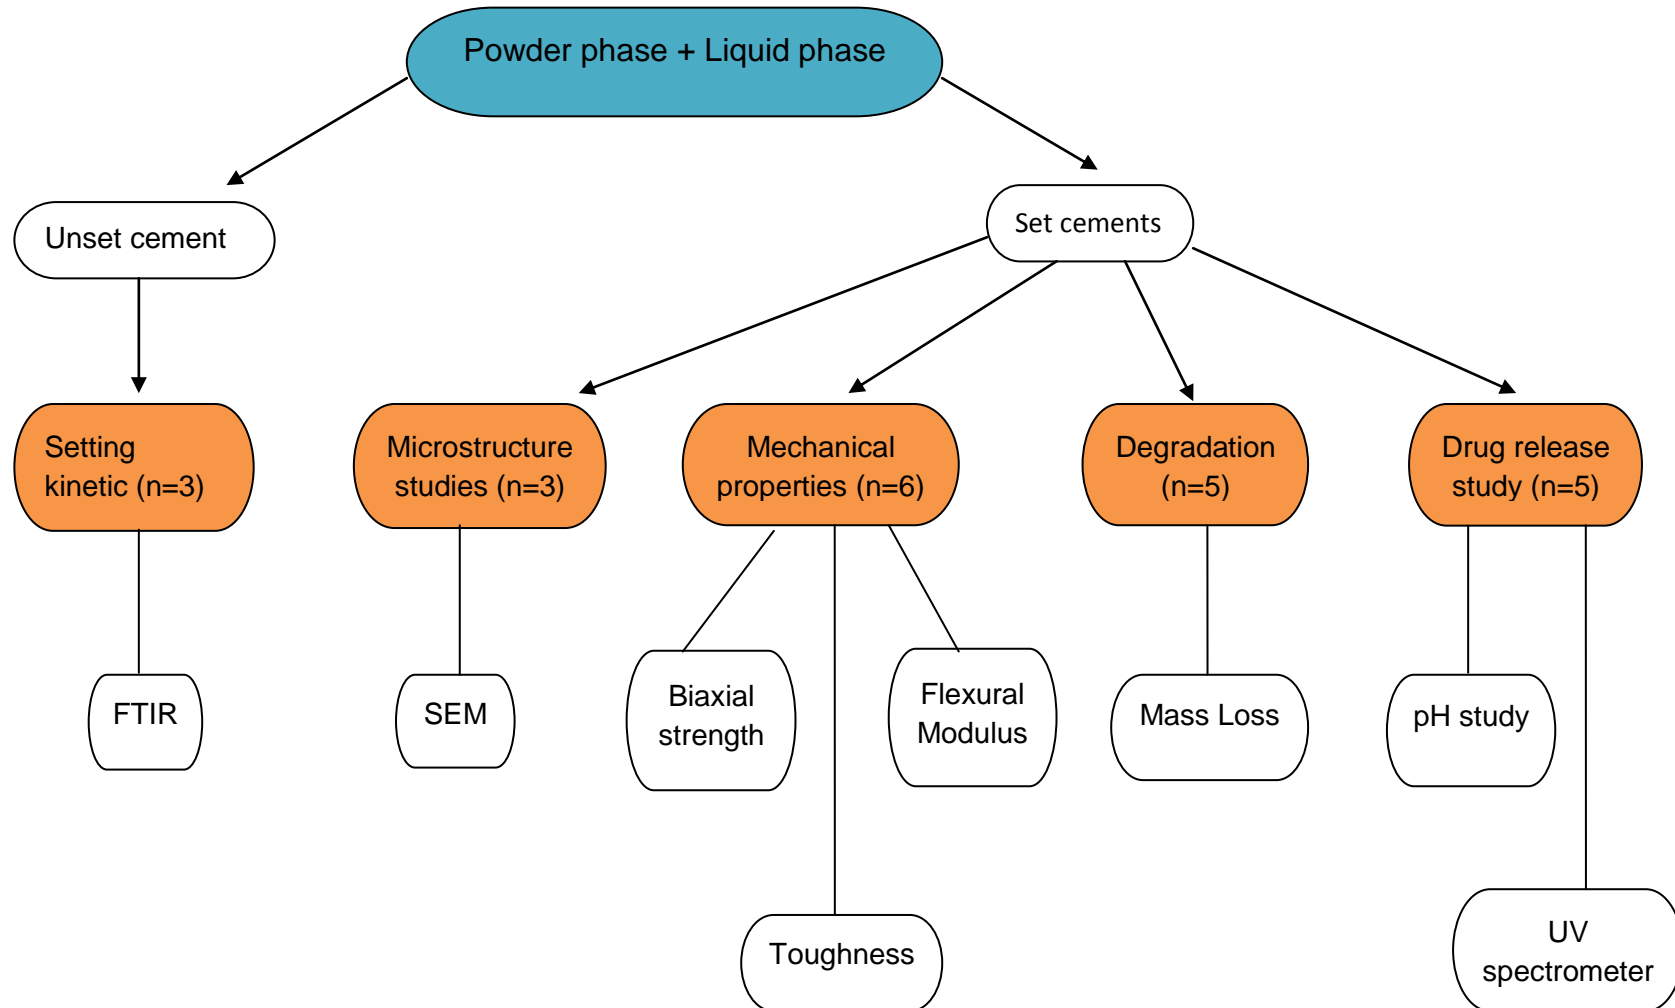 Powder phase + Liquid phase
Unset cement
Set cements
Setting
kinetic (n=3)
Microstructure
studies (n=3)
Mechanical
properties (n=6)
Degradation
(n=5)
Drug release
study (n=5)
FTIR
SEM
Biaxial
strength
Flexural
Modulus
Mass Loss
pH study
Toughness
UV
spectrometer